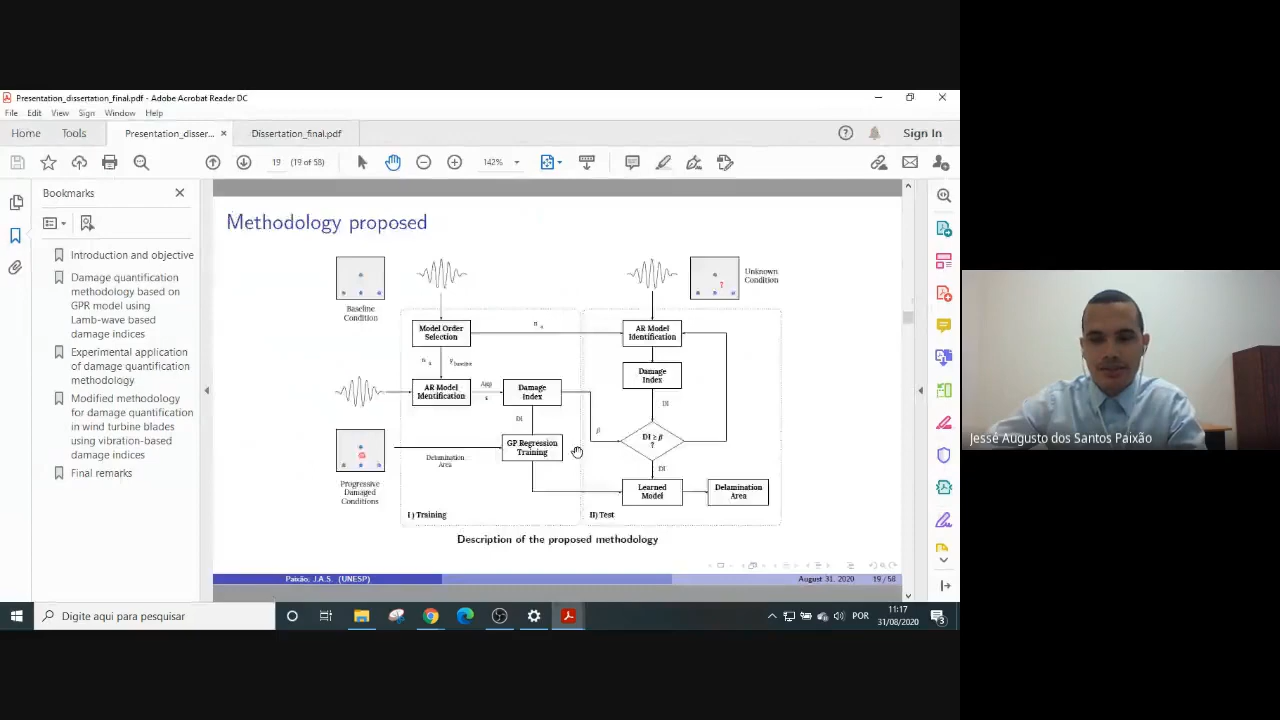 Presentation_dissertation_final.pdf - Adobe Acrobat Reader DC
File Edit View Sign Window Help
Home Tools Presentation_disser... × Dissertation_final.pdf Sign In
19 (19 of 58) 142%
Bookmarks
Introduction and objective
Damage quantification
methodology based on
GPR model using
Lamb-wave based
damage indices
Experimental application
of damage quantification
methodology
Modified methodology
for damage quantification
in wind turbine blades
using vibration-based
damage indices
Final remarks
Methodology proposed
Baseline
Condition
?
Unknown
Condition
Model Order
Selection
AR Model
Identification
Damage
Index
AR Model
Identification
Damage
Index
DI
DI
β
DI ≥ β
?
GP Regression
Training
Delamination
Area
DI
Progressive
Damaged
Conditions
Learned
Model
Delamination
Area
I ) Training
II) Test
Description of the proposed methodology
Paixão, J.A.S. (UNESP) August 31, 2020 19 / 58
Digite aqui para pesquisar
POR
11:17
31/08/2020
3
Jessé Augusto dos Santos Paixão